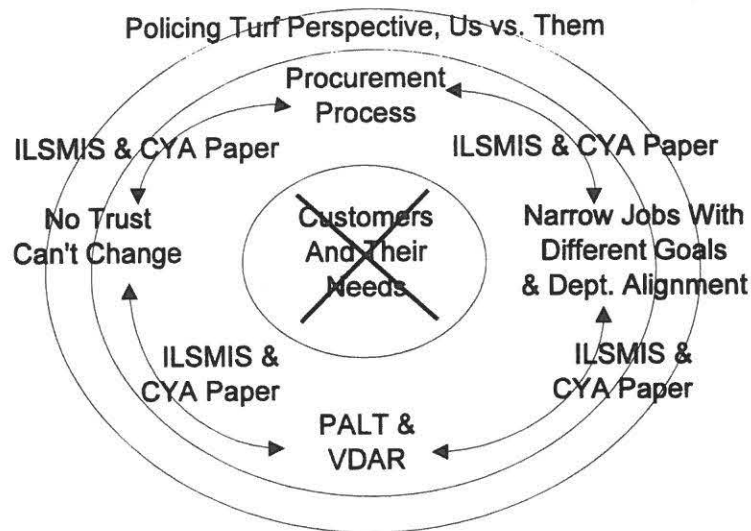 Policing Turf Perspective, Us vs. Them
Procurement
Process
ILSMIS & CYA Paper
ILSMIS & CYA Paper
No Trust
Can't Change
Customers
And Their
Needs
Narrow Jobs With
Different Goals
& Dept. Alignment
ILSMIS &
CYA Paper
ILSMIS &
CYA Paper
PALT &
VDAR